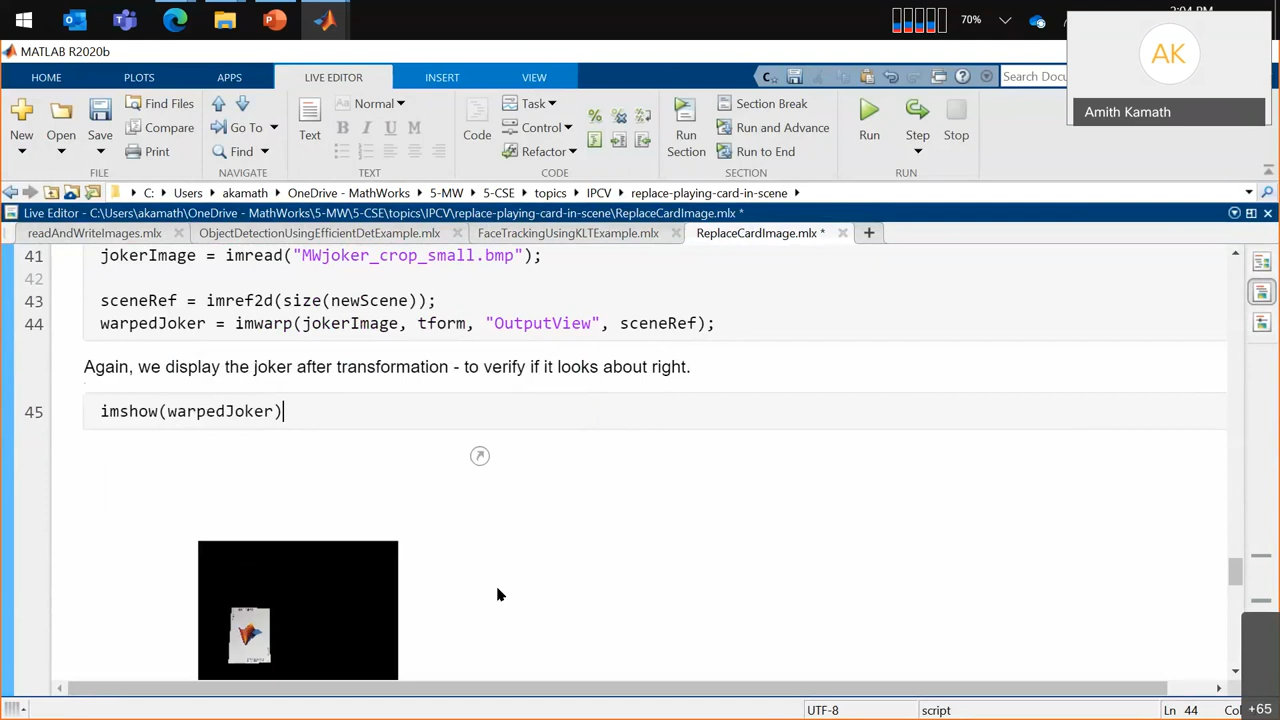 70%
MATLAB R2020b
AK
Amith Kamath
HOME PLOTS APPS LIVE EDITOR INSERT VIEW Search Docu
New Open Save Find Files Compare Print Go To Find Text Normal B I U M Code Task Control Refactor Run Section Section Break Run and Advance Run to End Run Step Stop
FILE NAVIGATE TEXT CODE SECTION RUN
C: Users akamath OneDrive - MathWorks 5-MW 5-CSE topics IPCV replace-playing-card-in-scene
Live Editor - C:\Users\akamath\OneDrive - MathWorks\5-MW\5-CSE\topics\IPCV\replace-playing-card-in-scene\ReplaceCardImage.mlx *
readAndWriteImages.mlx ObjectDetectionUsingEfficientDetExample.mlx FaceTrackingUsingKLTExample.mlx ReplaceCardImage.mlx *
41 jokerImage = imread("MWjoker_crop_small.bmp");
42
43 sceneRef = imref2d(size(newScene));
44 warpedJoker = imwarp(jokerImage, tform, "OutputView", sceneRef);
Again, we display the joker after transformation - to verify if it looks about right.
45 imshow(warpedJoker)
UTF-8 script Ln 44 Co
+65